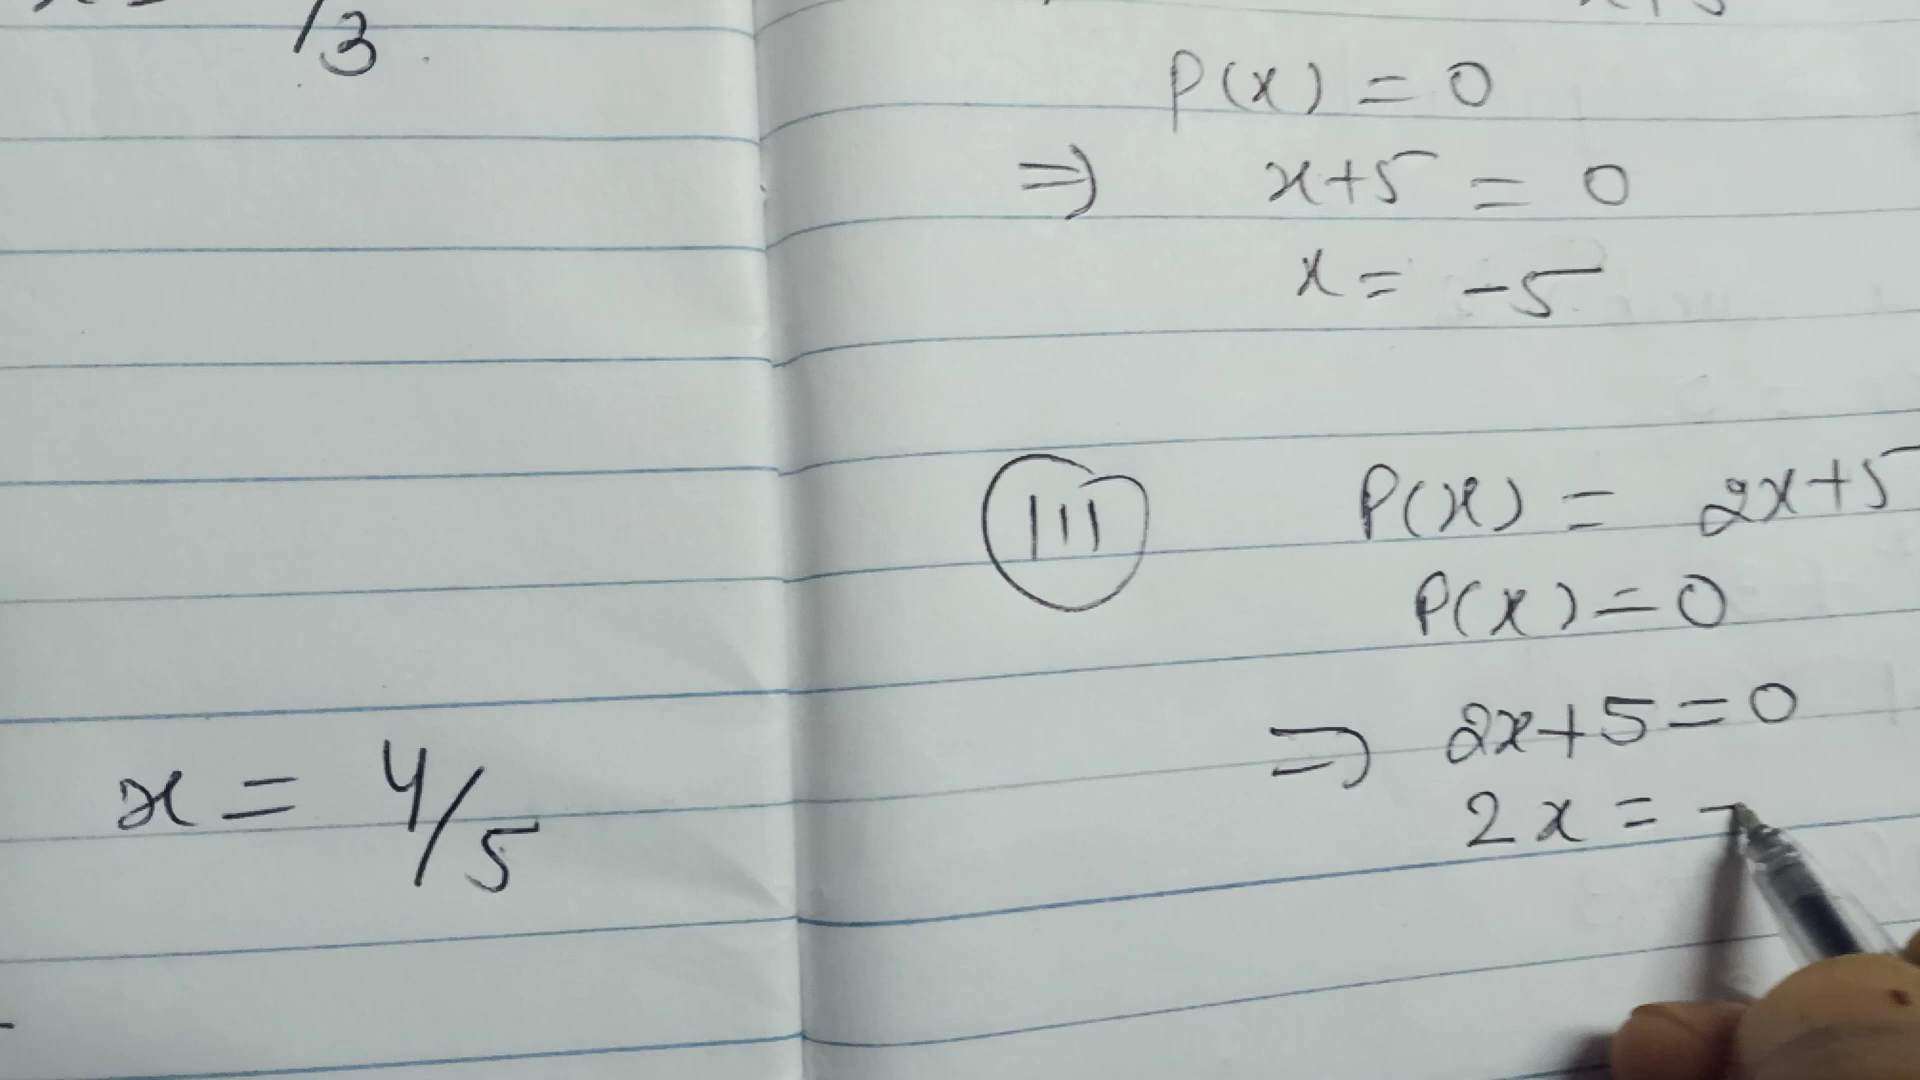 /3.
x = 4/5
P(x) = 0
=> x+5 = 0
x = -5
III P(x) = 2x+5
P(x) = 0
=> 2x+5 = 0
2x = -